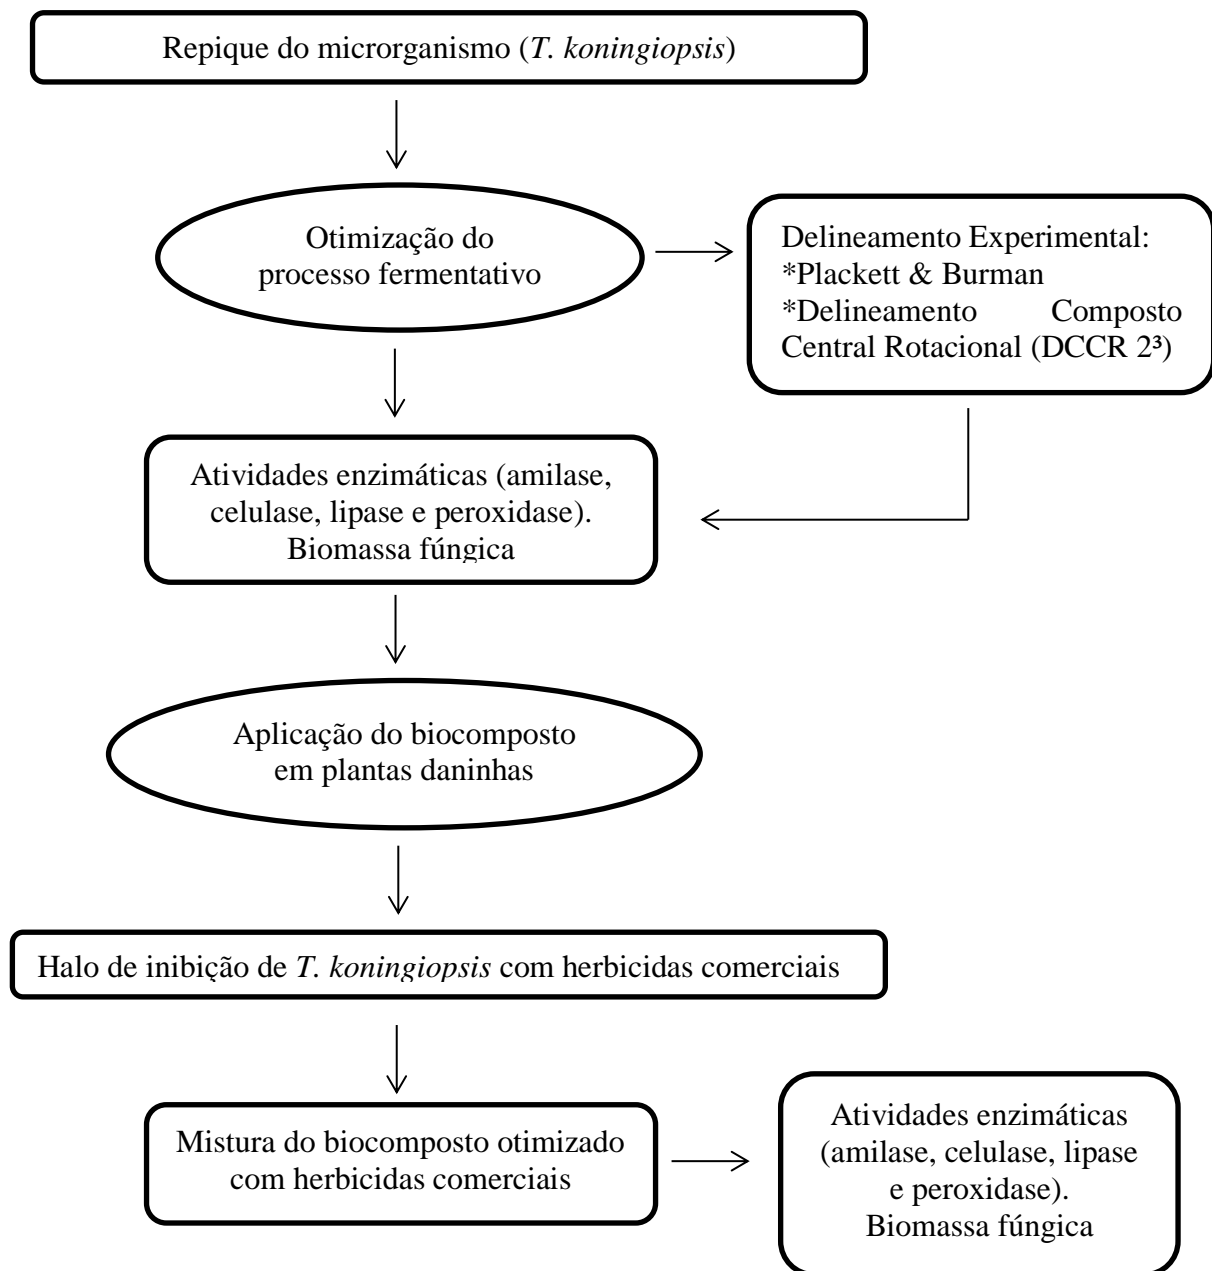 Repique do microrganismo (T. koningiopsis)
Otimização do
processo fermentativo
Delineamento Experimental:
*Plackett & Burman
*Delineamento Composto
Central Rotacional (DCCR 2³)
Atividades enzimáticas (amilase,
celulase, lipase e peroxidase).
Biomassa fúngica
Aplicação do biocomposto
em plantas daninhas
Halo de inibição de T. koningiopsis com herbicidas comerciais
Mistura do biocomposto otimizado
com herbicidas comerciais
Atividades enzimáticas
(amilase, celulase, lipase
e peroxidase).
Biomassa fúngica